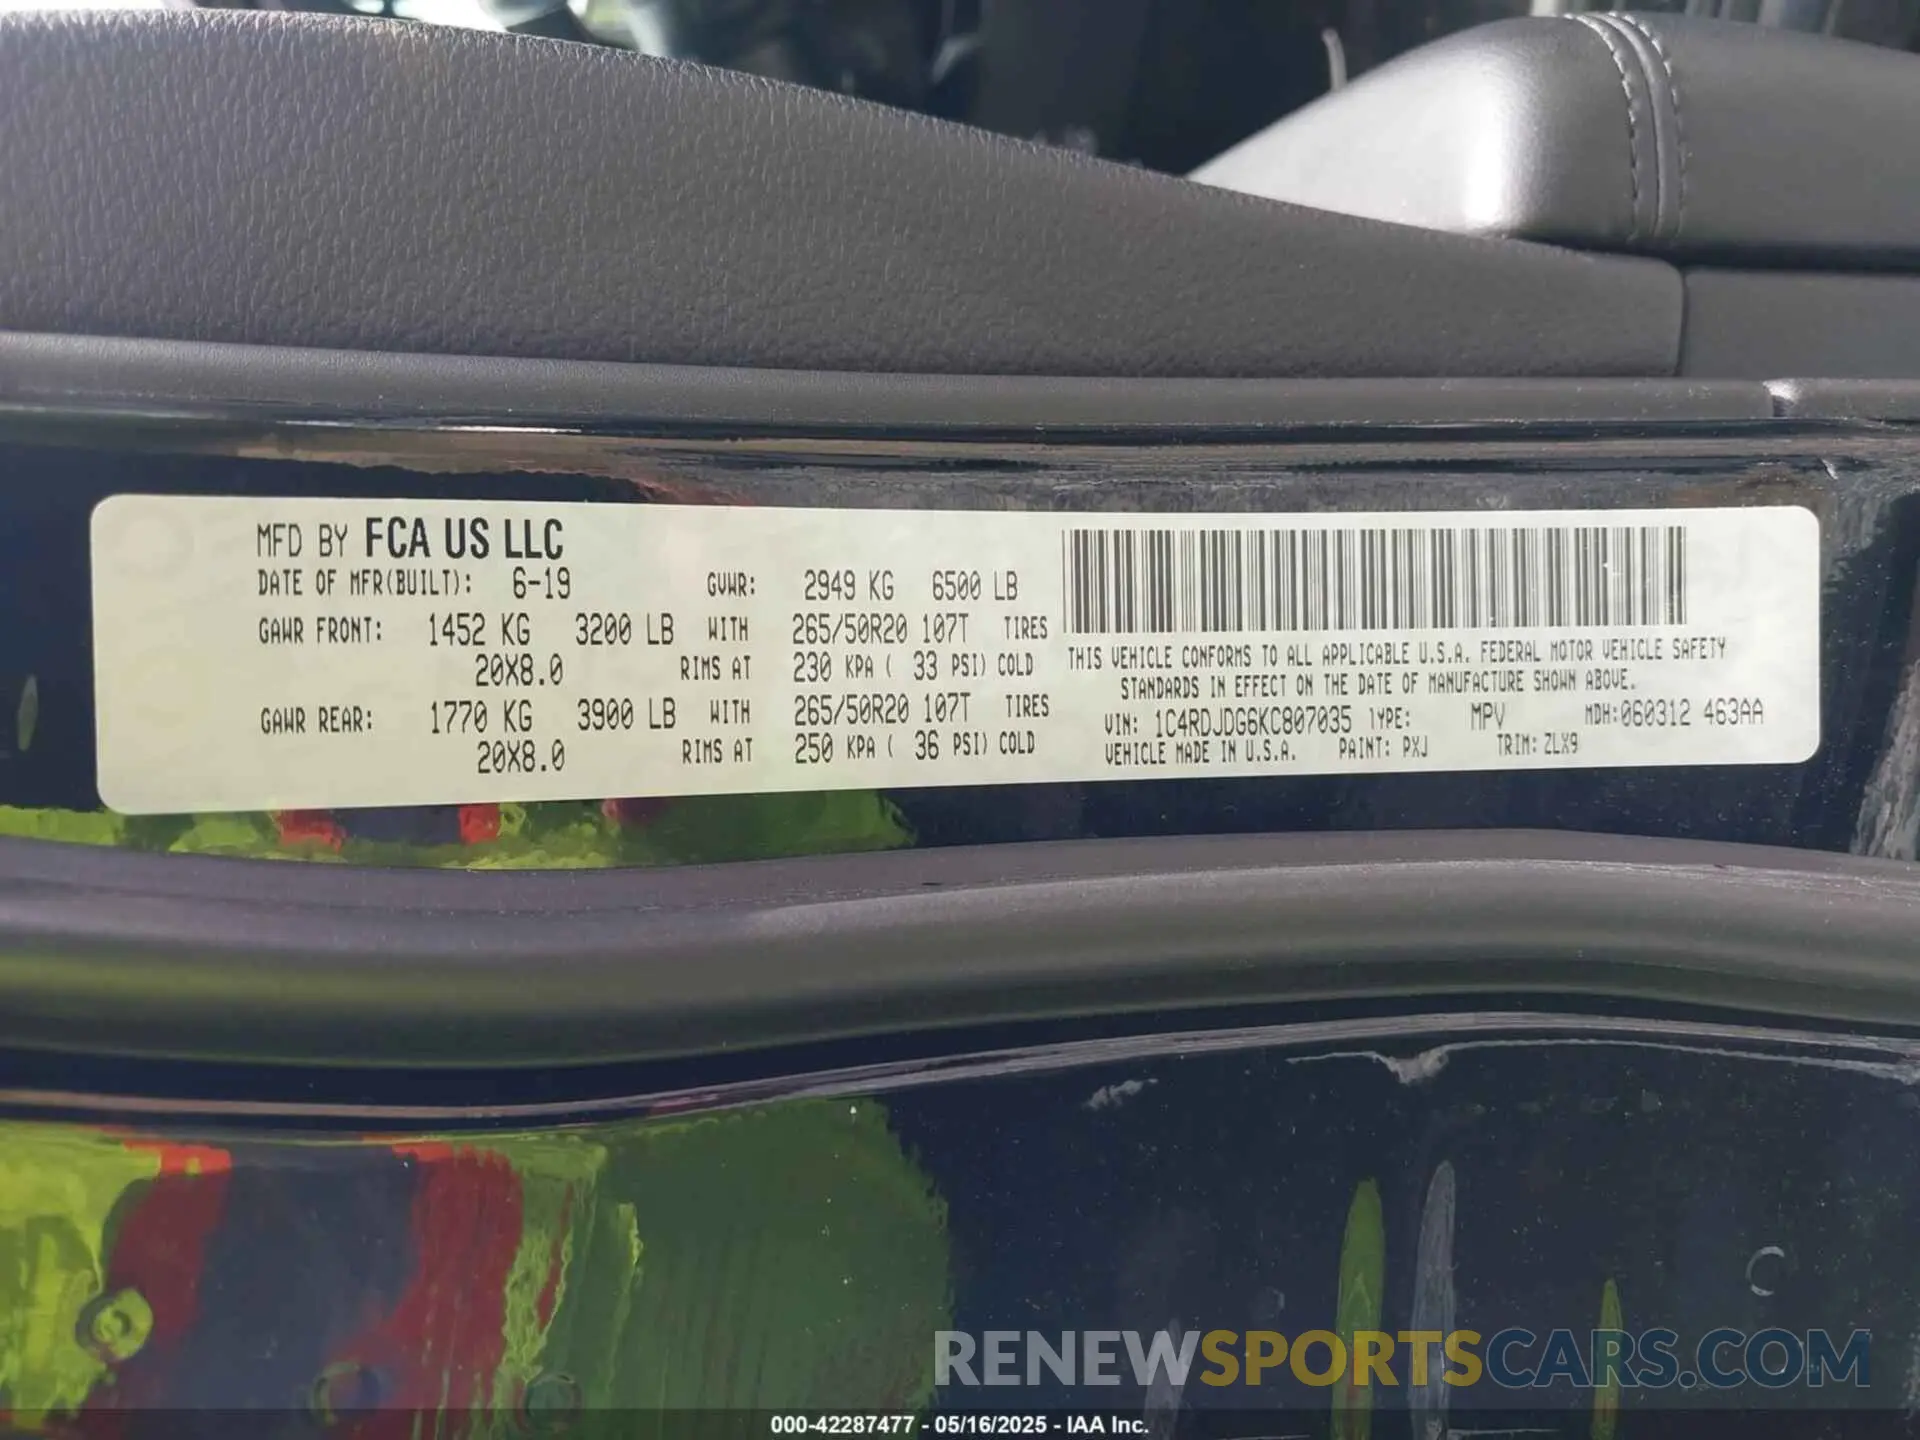 MFD BY FCA US LLC
DATE OF MFR(BUILT): 6-19 GVWR: 2949 KG 6500 LB
GAWR FRONT: 1452 KG 3200 LB WITH 265/50R20 107T TIRES
20X8.0 RIMS AT 230 KPA ( 33 PSI) COLD
GAWR REAR: 1770 KG 3900 LB WITH 265/50R20 107T TIRES
20X8.0 RIMS AT 250 KPA ( 36 PSI) COLD
THIS VEHICLE CONFORMS TO ALL APPLICABLE U.S.A. FEDERAL MOTOR VEHICLE SAFETY
STANDARDS IN EFFECT ON THE DATE OF MANUFACTURE SHOWN ABOVE.
VIN: 1C4RDJDG6KC807035 TYPE: MPV MDH:060312 463AA
VEHICLE MADE IN U.S.A. PAINT: PXJ TRIM: ZLX9
RENEWSPORTSCARS.COM
000-42287477 - 05/16/2025 - IAA Inc.